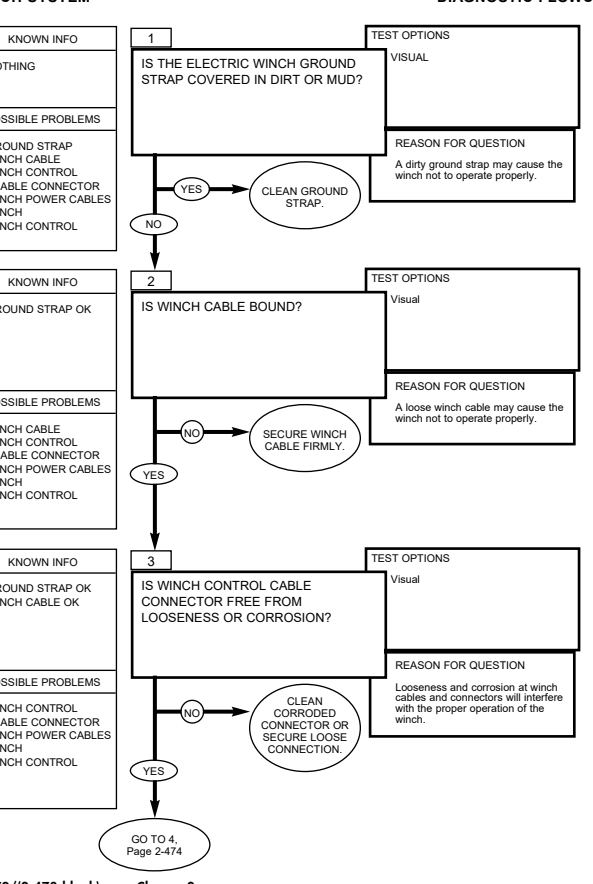 KNOWN INFO
OTHING
OSSIBLE PROBLEMS
ROUND STRAP
NCH CABLE
NCH CONTROL
ABLE CONNECTOR
NCH POWER CABLES
NCH
NCH CONTROL
1
IS THE ELECTRIC WINCH GROUND
STRAP COVERED IN DIRT OR MUD?
TEST OPTIONS
VISUAL
REASON FOR QUESTION
A dirty ground strap may cause the
winch not to operate properly.
YES
CLEAN GROUND
STRAP.
NO
KNOWN INFO
ROUND STRAP OK
OSSIBLE PROBLEMS
NCH CABLE
NCH CONTROL
ABLE CONNECTOR
NCH POWER CABLES
NCH
NCH CONTROL
2
IS WINCH CABLE BOUND?
TEST OPTIONS
Visual
REASON FOR QUESTION
A loose winch cable may cause the
winch not to operate properly.
NO
SECURE WINCH
CABLE FIRMLY.
YES
KNOWN INFO
ROUND STRAP OK
NCH CABLE OK
OSSIBLE PROBLEMS
NCH CONTROL
ABLE CONNECTOR
NCH POWER CABLES
NCH
NCH CONTROL
3
IS WINCH CONTROL CABLE
CONNECTOR FREE FROM
LOOSENESS OR CORROSION?
TEST OPTIONS
Visual
REASON FOR QUESTION
Looseness and corrosion at winch
cables and connectors will interfere
with the proper operation of the
winch.
NO
CLEAN
CORRODED
CONNECTOR OR
SECURE LOOSE
CONNECTION.
YES
GO TO 4,
Page 2-474